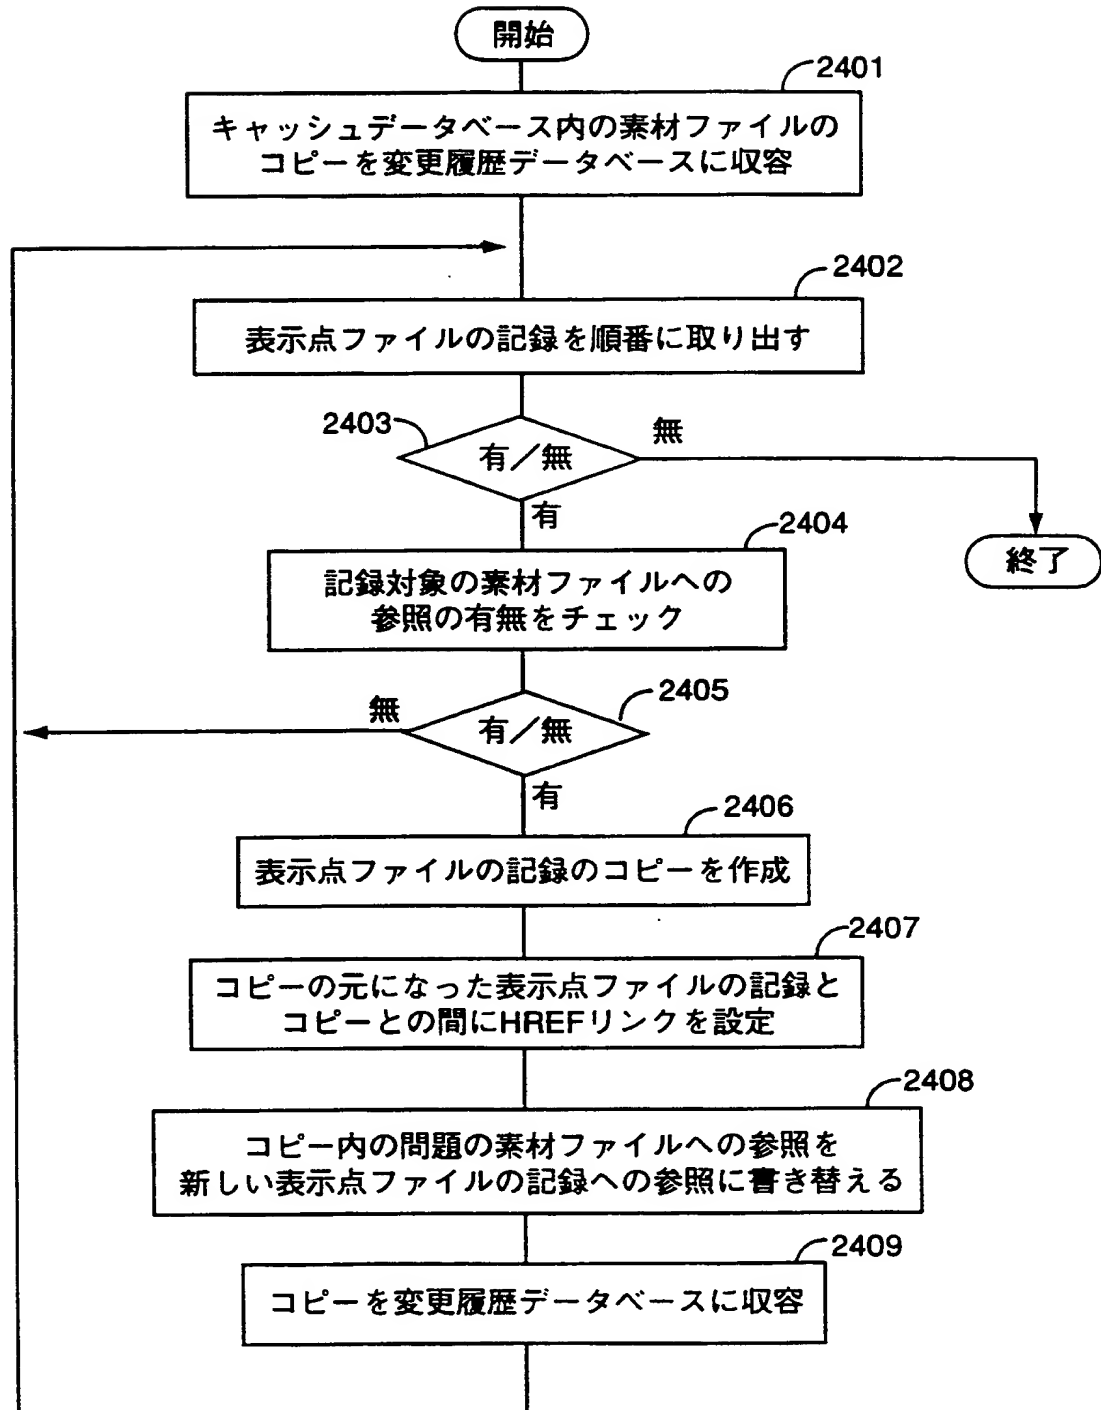 開始
2401
キャッシュデータベース内の素材ファイルの
コピーを変更履歴データベースに収容
2402
表示点ファイルの記録を順番に取り出す
2403
有／無
無
有
2404
記録対象の素材ファイルへの
参照の有無をチェック
終了
2405
無
有／無
有
2406
表示点ファイルの記録のコピーを作成
2407
コピーの元になった表示点ファイルの記録と
コピーとの間にHREFリンクを設定
2408
コピー内の問題の素材ファイルへの参照を
新しい表示点ファイルの記録への参照に書き替える
2409
コピーを変更履歴データベースに収容